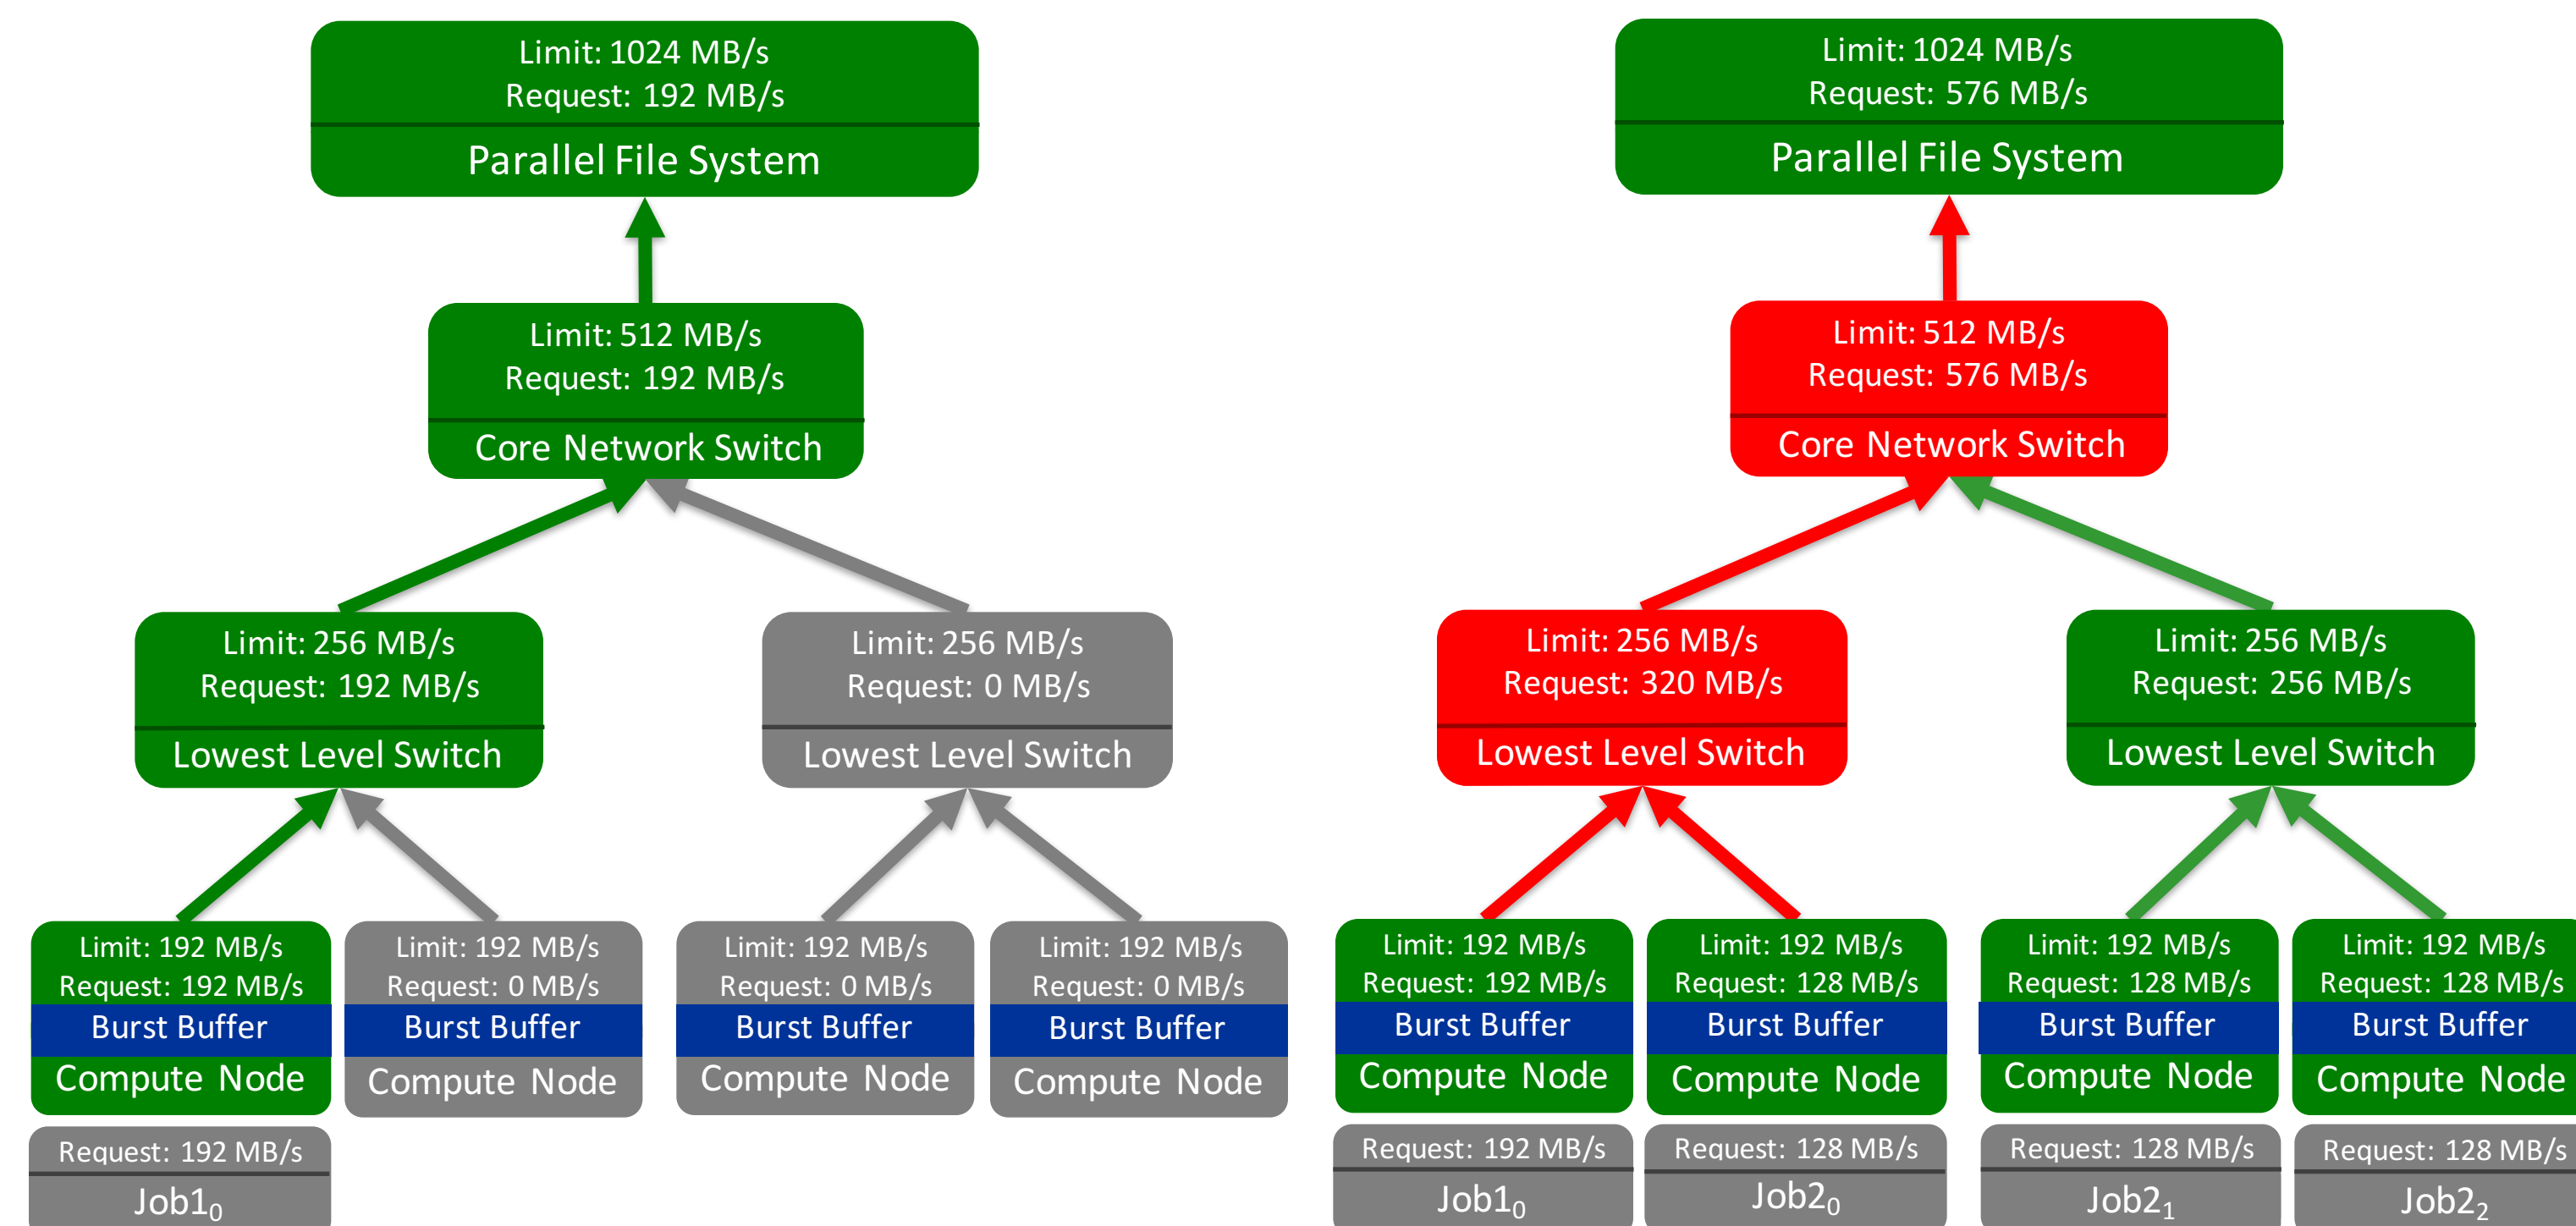 Limit: 1024 MB/s
Request: 192 MB/s
Parallel File System
Limit: 512 MB/s
Request: 192 MB/s
Core Network Switch
Limit: 256 MB/s
Request: 192 MB/s
Lowest Level Switch
Limit: 256 MB/s
Request: 0 MB/s
Lowest Level Switch
Limit: 192 MB/s
Request: 192 MB/s
Burst Buffer
Compute Node
Limit: 192 MB/s
Request: 0 MB/s
Burst Buffer
Compute Node
Limit: 192 MB/s
Request: 0 MB/s
Burst Buffer
Compute Node
Limit: 192 MB/s
Request: 0 MB/s
Burst Buffer
Compute Node
Request: 192 MB/s
Job1₀
Limit: 1024 MB/s
Request: 576 MB/s
Parallel File System
Limit: 512 MB/s
Request: 576 MB/s
Core Network Switch
Limit: 256 MB/s
Request: 320 MB/s
Lowest Level Switch
Limit: 256 MB/s
Request: 256 MB/s
Lowest Level Switch
Limit: 192 MB/s
Request: 192 MB/s
Burst Buffer
Compute Node
Limit: 192 MB/s
Request: 128 MB/s
Burst Buffer
Compute Node
Limit: 192 MB/s
Request: 128 MB/s
Burst Buffer
Compute Node
Limit: 192 MB/s
Request: 128 MB/s
Burst Buffer
Compute Node
Request: 192 MB/s
Job1₀
Request: 128 MB/s
Job2₀
Request: 128 MB/s
Job2₁
Request: 128 MB/s
Job2₂